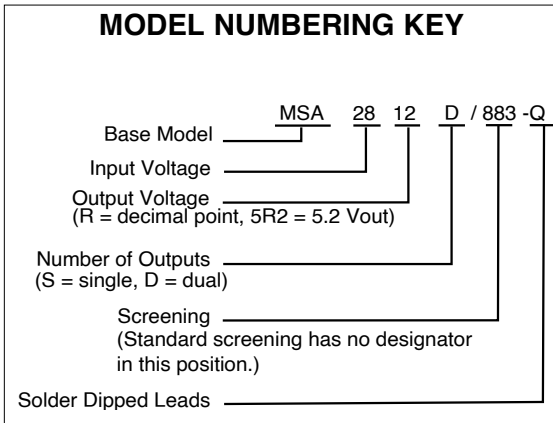 MODEL NUMBERING KEY
MSA 28 12 D / 883 -Q
Base Model
Input Voltage
Output Voltage
(R = decimal point, 5R2 = 5.2 Vout)
Number of Outputs
(S = single, D = dual)
Screening
(Standard screening has no designator
in this position.)
Solder Dipped Leads